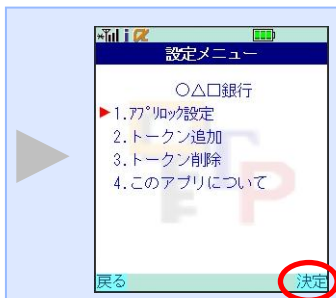 設定メニュー
○△□銀行
1.ｱﾌﾟﾘﾛｯｸ設定
2.トークン追加
3.トークン削除
4.このアプリについて
戻る 決定